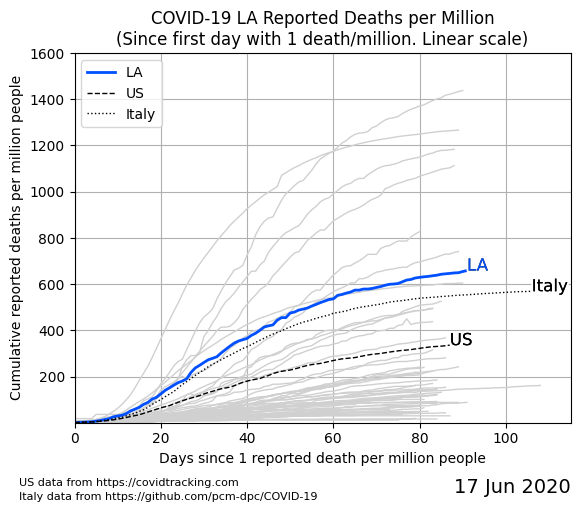 COVID-19 LA Reported Deaths per Million
(Since first day with 1 death/million. Linear scale)
Cumulative reported deaths per million people
1600
1400
1200
1000
800
600
400
200
LA
US
Italy
LA
Italy
US
0
20
40
60
80
100
Days since 1 reported death per million people
US data from https://covidtracking.com
Italy data from https://github.com/pcm-dpc/COVID-19
17 Jun 2020